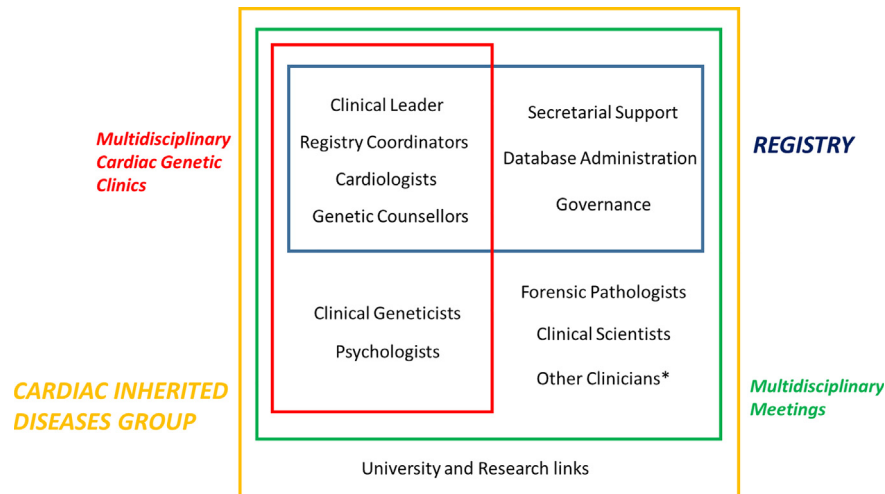 Multidisciplinary
Cardiac Genetic
Clinics
Clinical Leader
Registry Coordinators
Cardiologists
Genetic Counsellors
Secretarial Support
Database Administration
Governance
REGISTRY
Clinical Geneticists
Psychologists
Forensic Pathologists
Clinical Scientists
Other Clinicians*
CARDIAC INHERITED
DISEASES GROUP
Multidisciplinary
Meetings
University and Research links